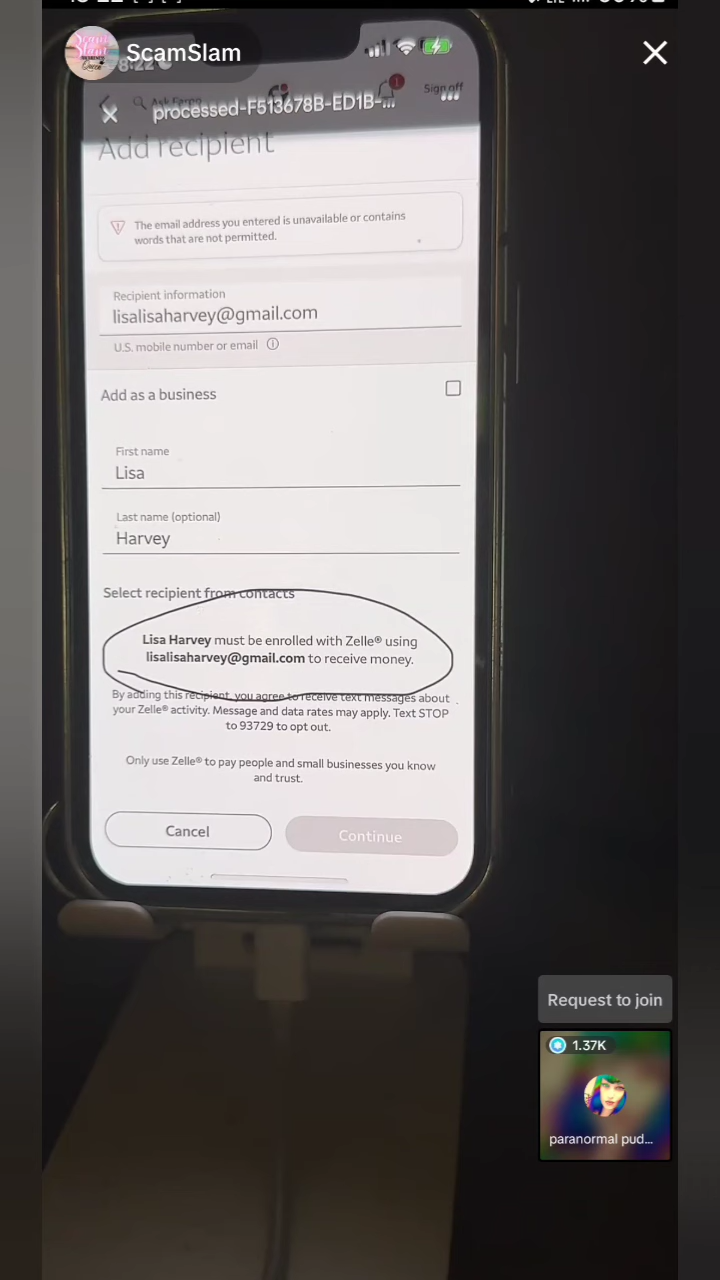 ScamSlam
8:22
Sign off
processed-F513678B-ED1B-...
Add recipient
The email address you entered is unavailable or contains
words that are not permitted.
Recipient information
lisalisaharvey@gmail.com
U.S. mobile number or email
Add as a business
First name
Lisa
Last name (optional)
Harvey
Select recipient from contacts
Lisa Harvey must be enrolled with Zelle® using
lisalisaharvey@gmail.com to receive money.
By adding this recipient, you agree to receive text messages about
your Zelle® activity. Message and data rates may apply. Text STOP
to 93729 to opt out.
Only use Zelle® to pay people and small businesses you know
and trust.
Cancel
Continue
Request to join
1.37K
paranormal pud...